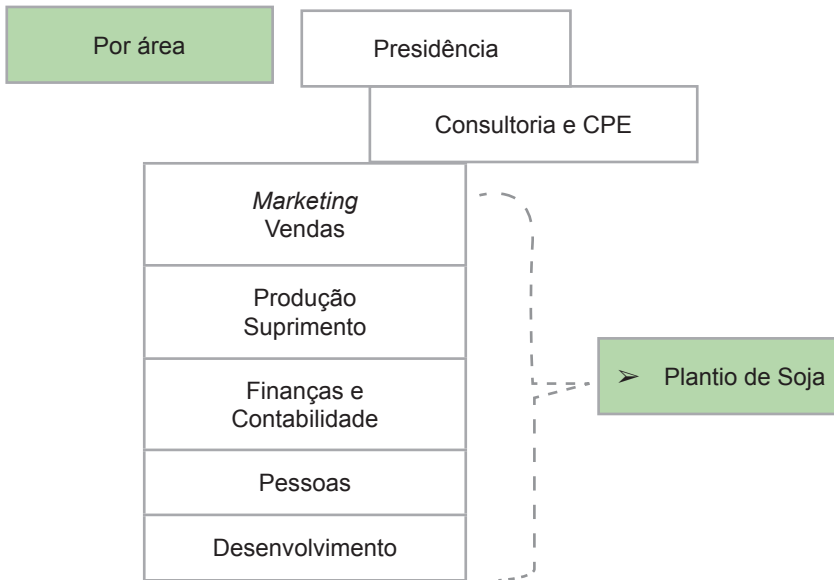 Por área
Presidência
Consultoria e CPE
Marketing
Vendas
Produção
Suprimento
Finanças e
Contabilidade
Pessoas
Desenvolvimento
➢ Plantio de Soja